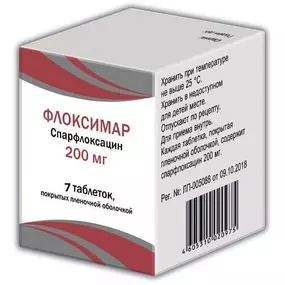 ФЛОКСИМАР
Спарфлоксацин
200 мг
7 таблеток,
покрытых пленочной оболочкой
Хранить при температуре
не выше 25 °C.
Хранить в недоступном
для детей месте.
Отпускают по рецепту.
Для приема внутрь.
Каждая таблетка, покрытая
пленочной оболочкой, содержит
спарфлоксацин 200 мг.
Рег. №: ЛП-005088 от 09.10.2018